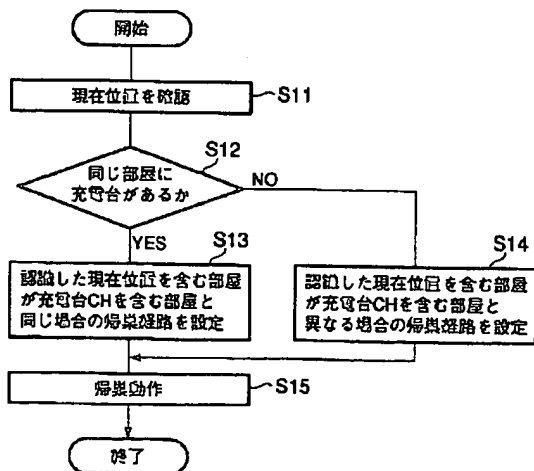 開始
現在位置を確認
S11
同じ部屋に
充電台があるか
S12
NO
YES
認識した現在位置を含む部屋
が充電台CHを含む部屋と
同じ場合の帰巣経路を設定
S13
認識した現在位置を含む部屋
が充電台CHを含む部屋と
異なる場合の帰巣経路を設定
S14
帰巣動作
S15
終了